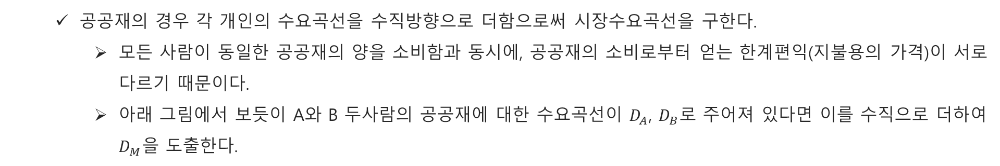 ✓ 공공재의 경우 각 개인의 수요곡선을 수직방향으로 더함으로써 시장수요곡선을 구한다.
➢ 모든 사람이 동일한 공공재의 양을 소비함과 동시에, 공공재의 소비로부터 얻는 한계편익(지불용의 가격)이 서로
다르기 때문이다.
➢ 아래 그림에서 보듯이 A와 B 두사람의 공공재에 대한 수요곡선이 D_A, D_B로 주어져 있다면 이를 수직으로 더하여
D_M을 도출한다.